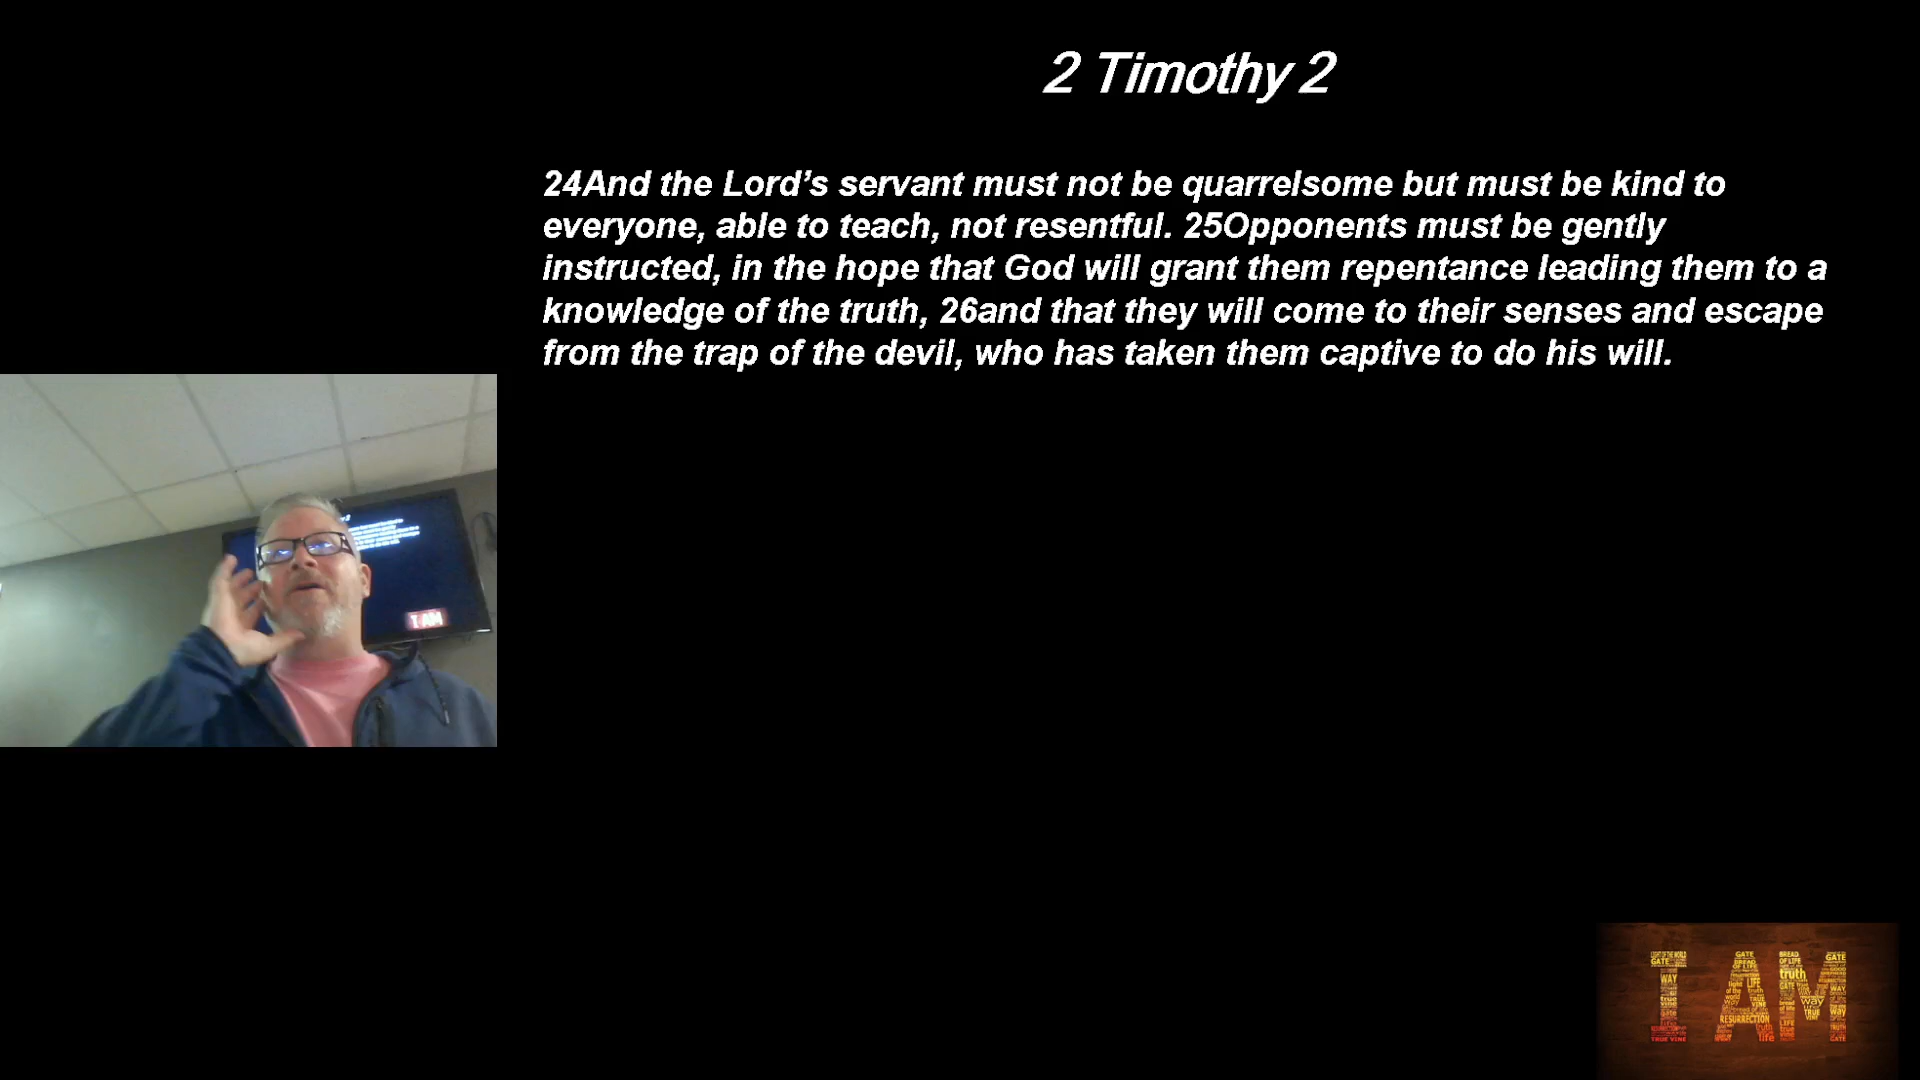 2 Timothy 2
24And the Lord’s servant must not be quarrelsome but must be kind to
everyone, able to teach, not resentful. 25Opponents must be gently
instructed, in the hope that God will grant them repentance leading them to a
knowledge of the truth, 26and that they will come to their senses and escape
from the trap of the devil, who has taken them captive to do his will.
I AM
I AM